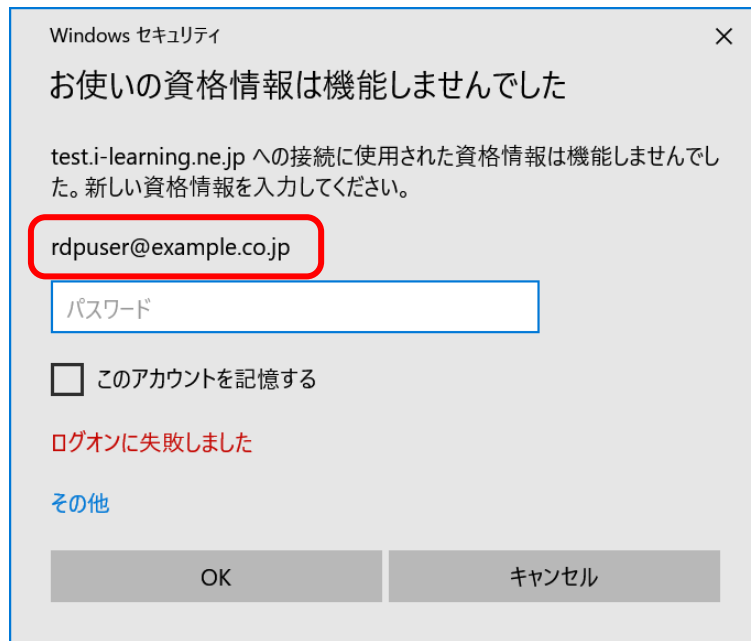 Windows セキュリティ
お使いの資格情報は機能しませんでした
test.i-learning.ne.jp への接続に使用された資格情報は機能しませんでし
た。新しい資格情報を入力してください。
rdpuser@example.co.jp
パスワード
このアカウントを記憶する
ログオンに失敗しました
その他
OK
キャンセル